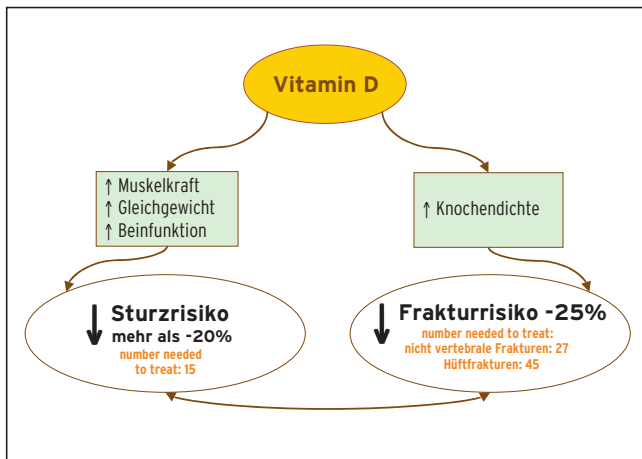 Vitamin D
↑ Muskelkraft
↑ Gleichgewicht
↑ Beinfunktion
↑ Knochendichte
↓ Sturzrisiko
mehr als -20%
number needed
to treat: 15
↓ Frakturrisiko -25%
number needed to treat:
nicht vertebrale Frakturen: 27
Hüftfrakturen: 45